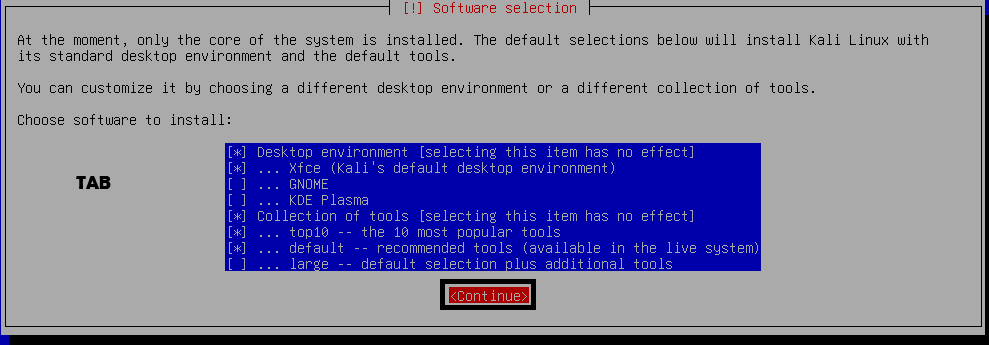 [!] Software selection
At the moment, only the core of the system is installed. The default selections below will install Kali Linux with
its standard desktop environment and the default tools.
You can customize it by choosing a different desktop environment or a different collection of tools.
Choose software to install:
[*] Desktop environment [selecting this item has no effect]
[*] ... Xfce (Kali's default desktop environment)
[ ] ... GNOME
[ ] ... KDE Plasma
[*] Collection of tools [selecting this item has no effect]
[*] ... top10 -- the 10 most popular tools
[*] ... default -- recommended tools (available in the live system)
[ ] ... large -- default selection plus additional tools
TAB
<Continue>